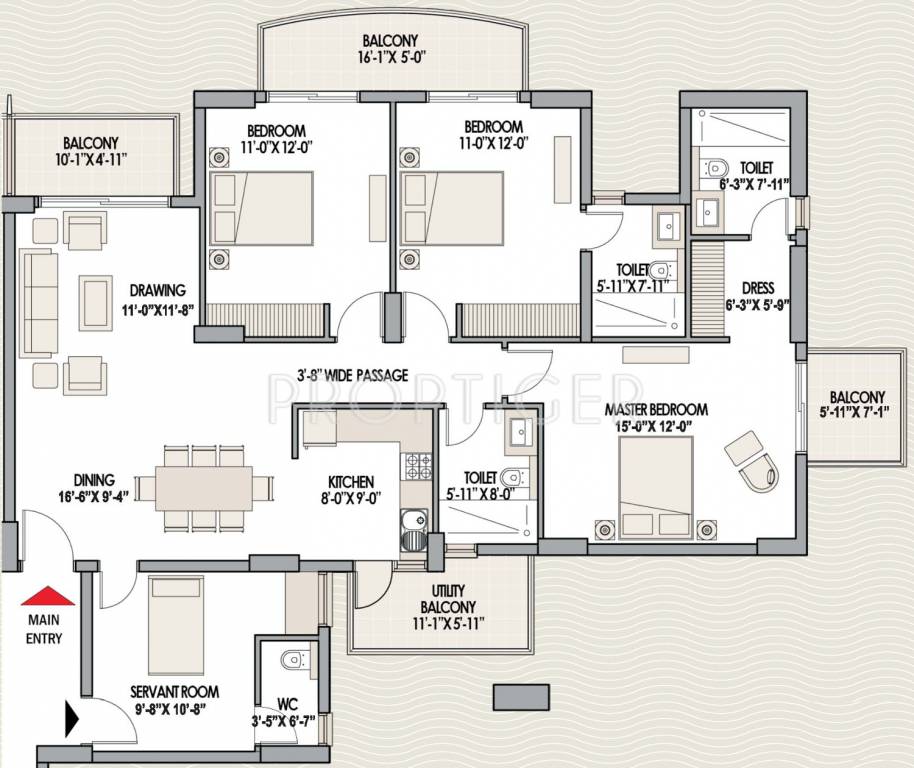 BALCONY
16'-1"X 5'-0"
BALCONY
10'-1"X 4'-11"
BEDROOM
11'-0"X 12'-0"
BEDROOM
11-0"X 12'-0"
TOILET
6'-3"X 7'-11"
TOILET
5'-11"X 7'-11"
DRAWING
11'-0"X11'-8"
DRESS
6'-3"X 5'-9"
3'-8" WIDE PASSAGE
PROPTIGER
MASTER BEDROOM
15'-0"X 12'-0"
BALCONY
5'-11"X 7'-1"
DINING
16'-6"X 9'-4"
KITCHEN
8'-0"X 9'-0"
TOILET
5'-11"X 8'-0"
MAIN
ENTRY
UTILITY
BALCONY
11'-1"X 5'-11"
SERVANT ROOM
9'-8"X 10'-8"
WC
3'-5"X 6'-7"